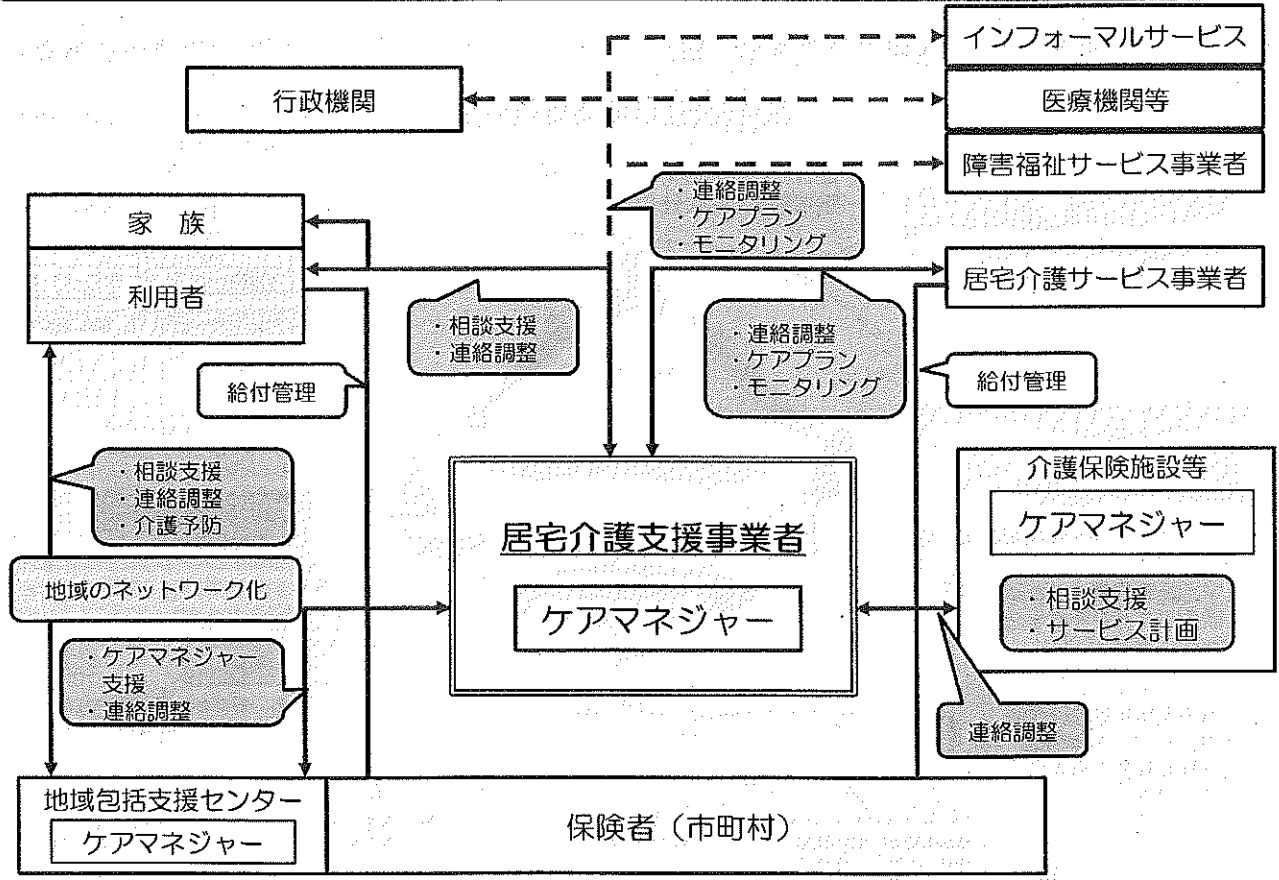 インフォーマルサービス
行政機関
医療機関等
障害福祉サービス事業者
・連絡調整
・ケアプラン
・モニタリング
家 族
利用者
居宅介護サービス事業者
・相談支援
・連絡調整
・連絡調整
・ケアプラン
・モニタリング
給付管理
給付管理
・相談支援
・連絡調整
・介護予防
介護保険施設等
ケアマネジャー
・相談支援
・サービス計画
居宅介護支援事業者
ケアマネジャー
地域のネットワーク化
・ケアマネジャー
支援
・連絡調整
連絡調整
地域包括支援センター
ケアマネジャー
保険者（市町村）